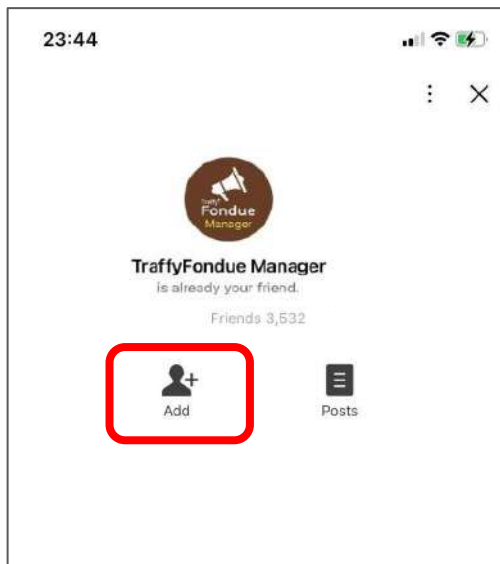 23:44
Traffy
Fondue
Manager
TraffyFondue Manager
is already your friend.
Friends 3,532
Add
Posts